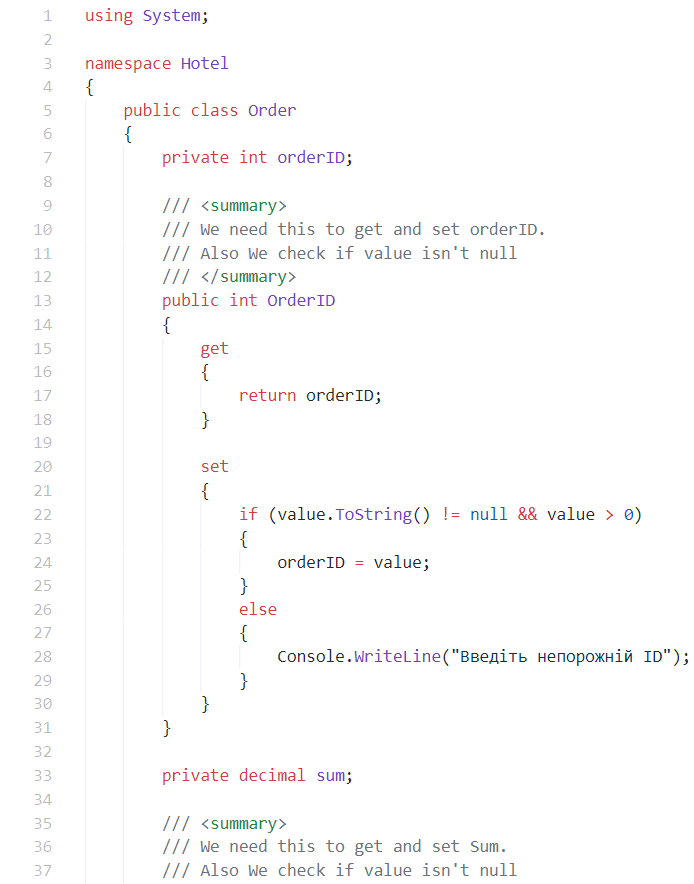 1 using System;
2
3 namespace Hotel
4 {
5 public class Order
6 {
7 private int orderID;
8
9 /// <summary>
10 /// We need this to get and set orderID.
11 /// Also We check if value isn't null
12 /// </summary>
13 public int OrderID
14 {
15 get
16 {
17 return orderID;
18 }
19
20 set
21 {
22 if (value.ToString() != null && value > 0)
23 {
24 orderID = value;
25 }
26 else
27 {
28 Console.WriteLine("Введіть непорожній ID");
29 }
30 }
31 }
32
33 private decimal sum;
34
35 /// <summary>
36 /// We need this to get and set Sum.
37 /// Also We check if value isn't null